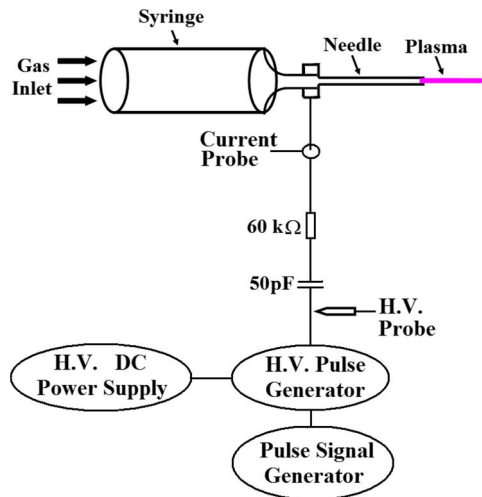 Syringe
Gas
Inlet
Needle
Plasma
Current
Probe
60 kΩ
50pF
H.V.
Probe
H.V. DC
Power Supply
H.V. Pulse
Generator
Pulse Signal
Generator